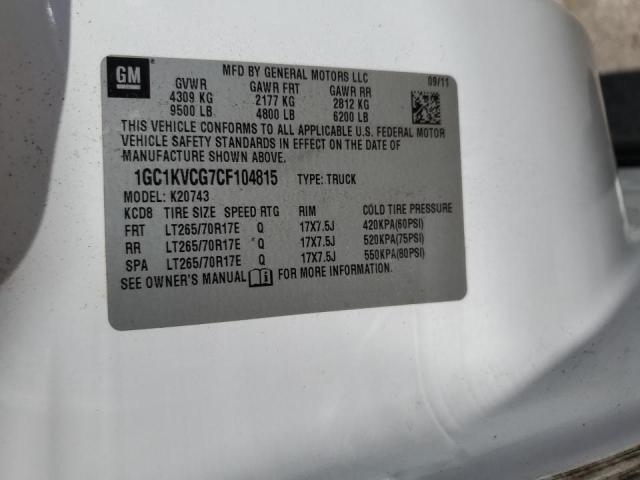 GM
MFD BY GENERAL MOTORS LLC 09/11
GVWR GAWR FRT GAWR RR
4309 KG 2177 KG 2812 KG
9500 LB 4800 LB 6200 LB
THIS VEHICLE CONFORMS TO ALL APPLICABLE U.S. FEDERAL MOTOR
VEHICLE SAFETY STANDARDS IN EFFECT ON THE DATE OF
MANUFACTURE SHOWN ABOVE.
1GC1KVCG7CF104815 TYPE: TRUCK
MODEL: K20743
KCD8 TIRE SIZE SPEED RTG RIM COLD TIRE PRESSURE
FRT LT265/70R17E Q 17X7.5J 420KPA(60PSI)
RR LT265/70R17E Q 17X7.5J 520KPA(75PSI)
SPA LT265/70R17E Q 17X7.5J 550KPA(80PSI)
SEE OWNER'S MANUAL FOR MORE INFORMATION.